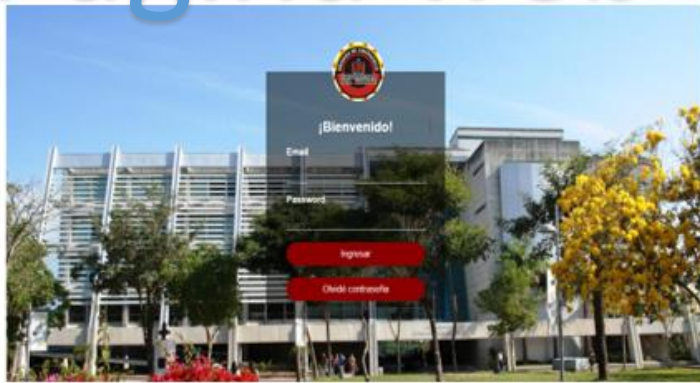 ¡Bienvenido!
Email
Password
Ingresar
Olvidé contraseña